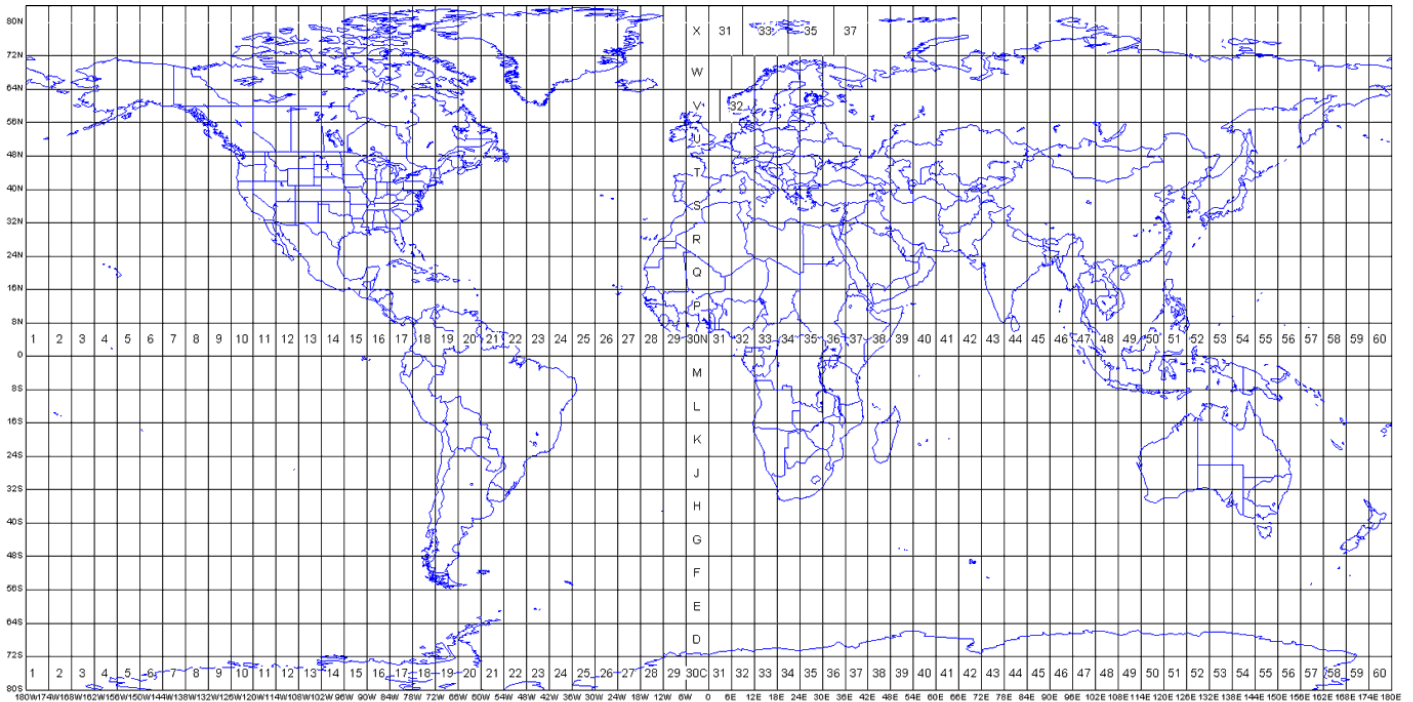 80N
X 31 33 35 37
72N
W
64N
V 32
56N
U
48N
T
40N
S
32N
R
24N
Q
16N
P
8N
1 2 3 4 5 6 7 8 9 10 11 12 13 14 15 16 17 18 19 20 21 22 23 24 25 26 27 28 29 30N 31 32 33 34 35 36 37 38 39 40 41 42 43 44 45 46 47 48 49 50 51 52 53 54 55 56 57 58 59 60
0
M
8S
L
16S
K
24S
J
32S
H
40S
G
48S
F
56S
E
64S
D
72S
1 2 3 4 5 6 7 8 9 10 11 12 13 14 15 16 17 18 19 20 21 22 23 24 25 26 27 28 29 30C 31 32 33 34 35 36 37 38 39 40 41 42 43 44 45 46 47 48 49 50 51 52 53 54 55 56 57 58 59 60
80S
180W 174W 168W 162W 156W 150W 144W 138W 132W 126W 120W 114W 108W 102W 96W 90W 84W 78W 72W 66W 60W 54W 48W 42W 36W 30W 24W 18W 12W 6W 0 6E 12E 18E 24E 30E 36E 42E 48E 54E 60E 66E 72E 78E 84E 90E 96E 102E 108E 114E 120E 126E 132E 138E 144E 150E 156E 162E 168E 174E 180E